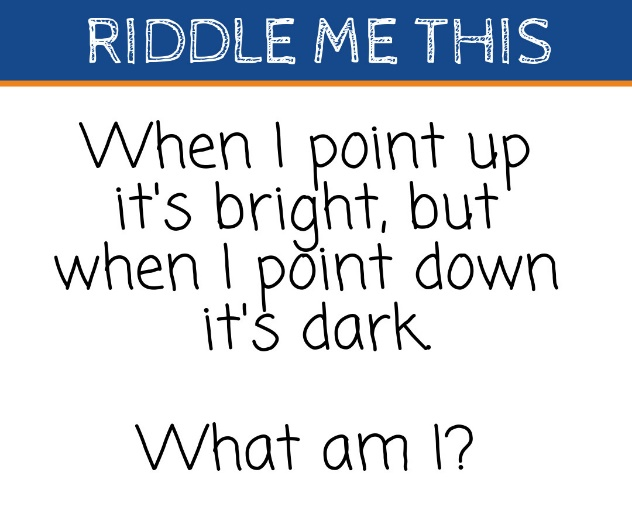 RIDDLE ME THIS
When I point up
it's bright, but
when I point down
it's dark.
What am I?